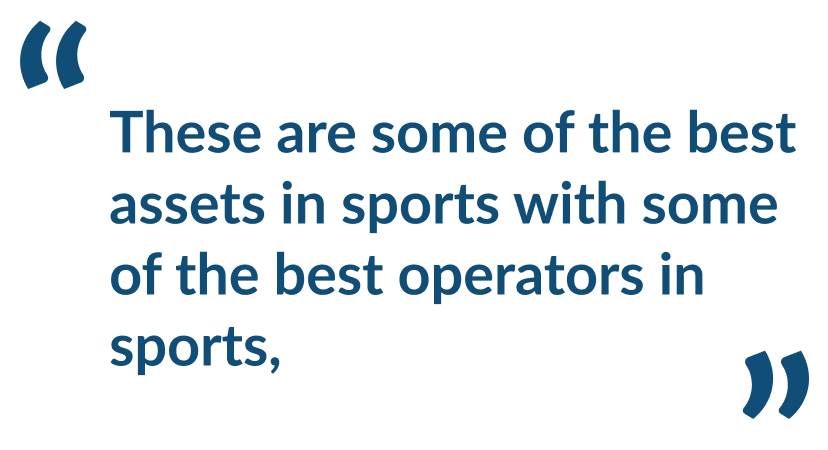 “
These are some of the best
assets in sports with some
of the best operators in
sports,
”